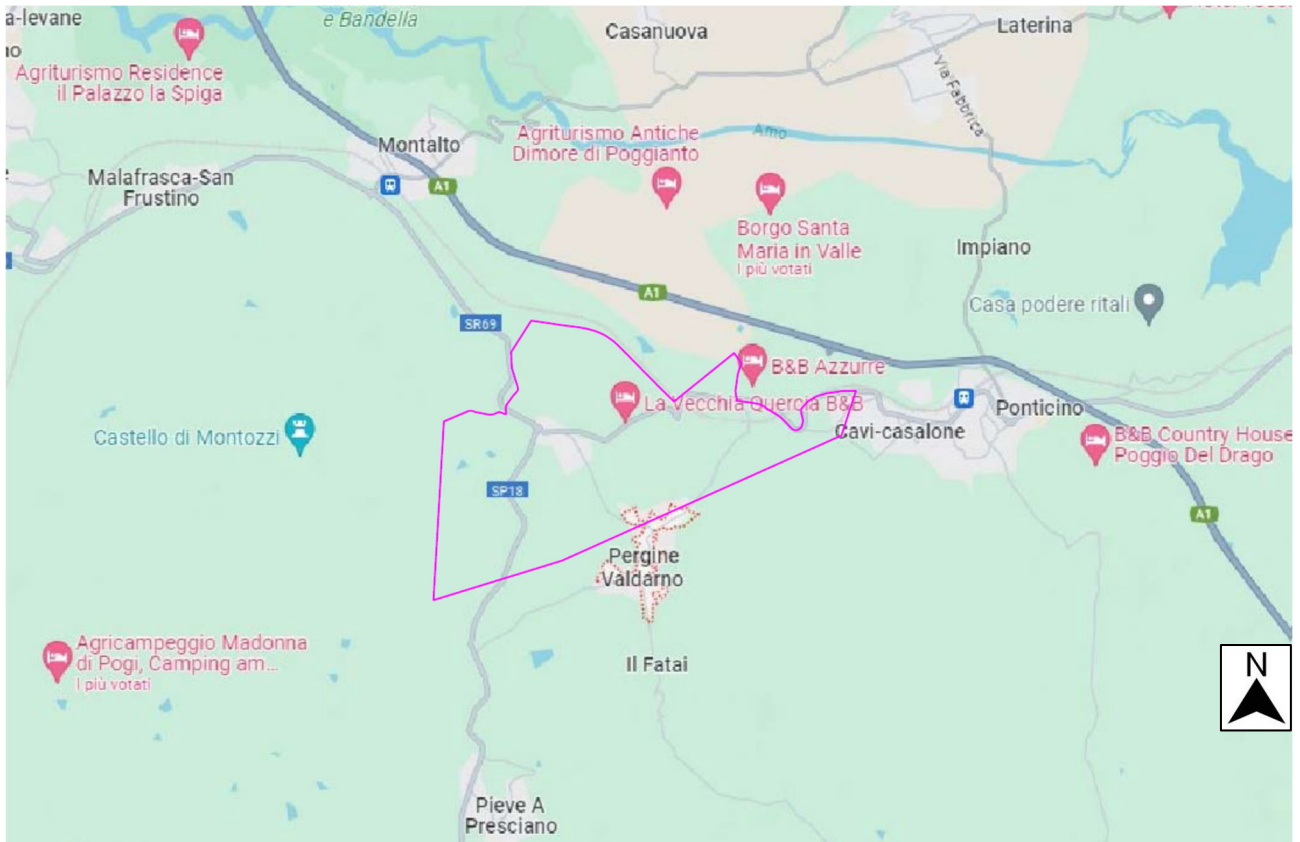 a-levane
no
e Bandella
Casanuova
Laterina
Agriturismo Residence
il Palazzo la Spiga
Via Fabbrica
Montalto
Agriturismo Antiche
Dimore di Poggianto
Arno
Malafrasca-San
Frustino
A1
Borgo Santa
Maria in Valle
I più votati
Impiano
A1
Casa podere ritali
SR69
B&B Azzurre
La Vecchia Quercia B&B
Ponticino
Castello di Montozzi
Cavi-casalone
B&B Country House
Poggio Del Drago
SP18
A1
Pergine
Valdarno
Agricampeggio Madonna
di Pogi, Camping am...
I più votati
Il Fatai
N
Pieve A
Presciano